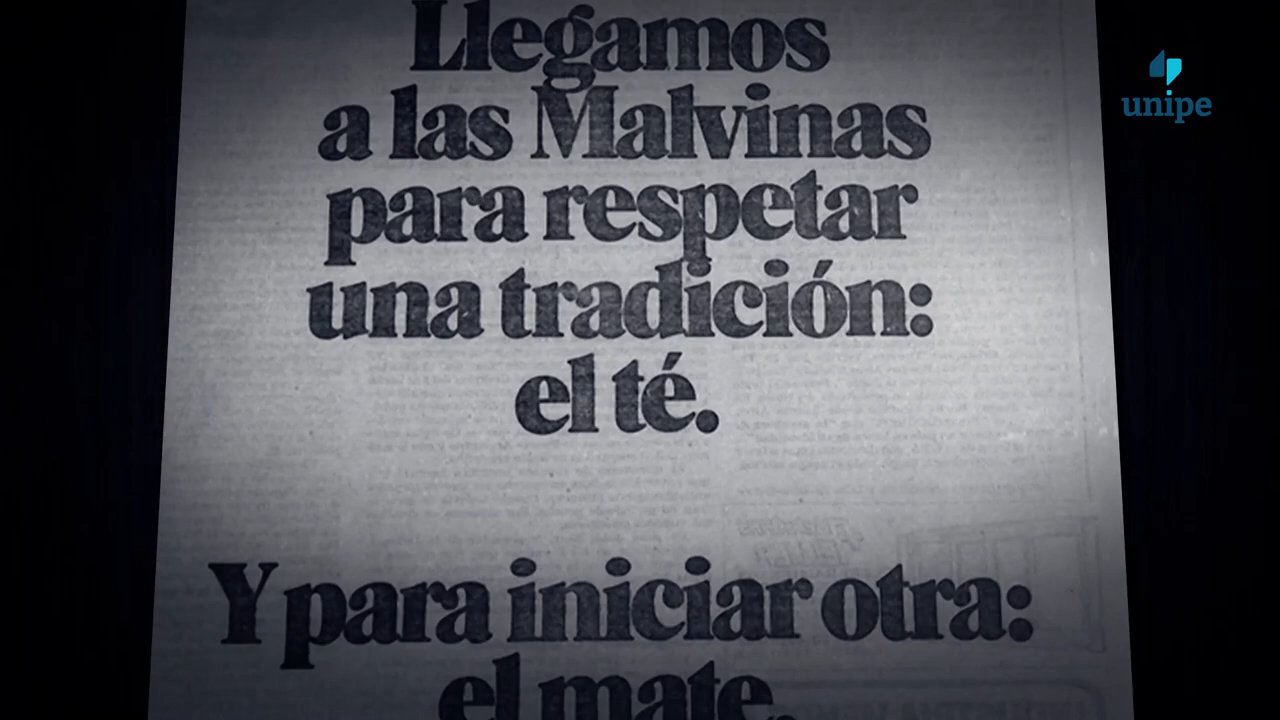 Llegamos
a las Malvinas
para respetar
una tradición:
el té.
Y para iniciar otra:
el mate.
unipe